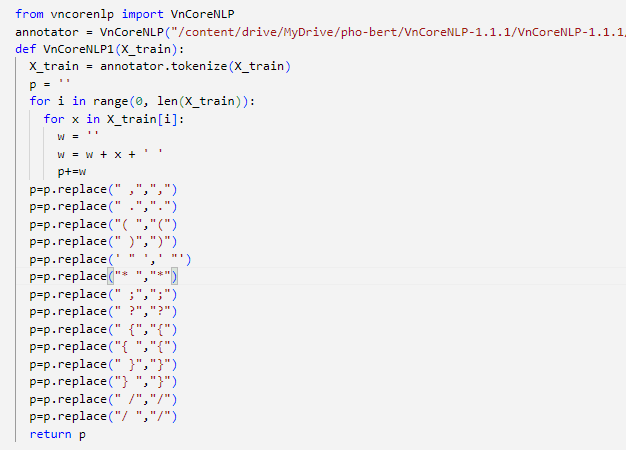 from vncorenlp import VnCoreNLP
annotator = VnCoreNLP("/content/drive/MyDrive/pho-bert/VnCoreNLP-1.1.1/VnCoreNLP-1.1.1/
def VnCoreNLP1(X_train):
  X_train = annotator.tokenize(X_train)
  p = ''
  for i in range(0, len(X_train)):
    for x in X_train[i]:
      w = ''
      w = w + x + ' '
      p+=w
  p=p.replace(" ,",",")
  p=p.replace(" .",".")
  p=p.replace("( ","(")
  p=p.replace(" )",")")
  p=p.replace(' " ',' "')
  p=p.replace("* ","*")
  p=p.replace(" ;",";")
  p=p.replace(" ?","?")
  p=p.replace(" {","{")
  p=p.replace("{ ","{")
  p=p.replace(" }","}")
  p=p.replace("} ","}")
  p=p.replace(" /","/")
  p=p.replace("/ ","/")
  return p